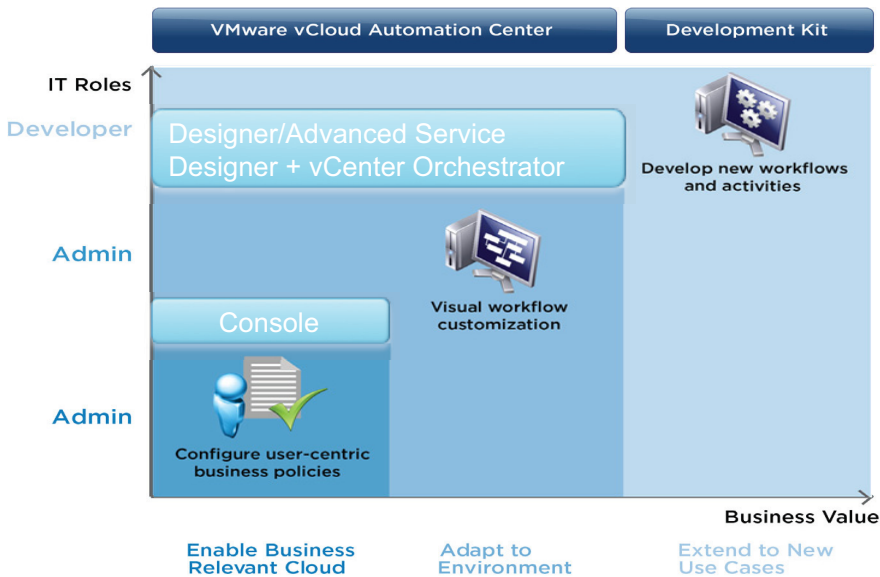 VMware vCloud Automation Center
Development Kit
IT Roles
Developer
Designer/Advanced Service
Designer + vCenter Orchestrator
Develop new workflows
and activities
Admin
Visual workflow
customization
Console
Admin
Configure user-centric
business policies
Business Value
Enable Business
Relevant Cloud
Adapt to
Environment
Extend to New
Use Cases